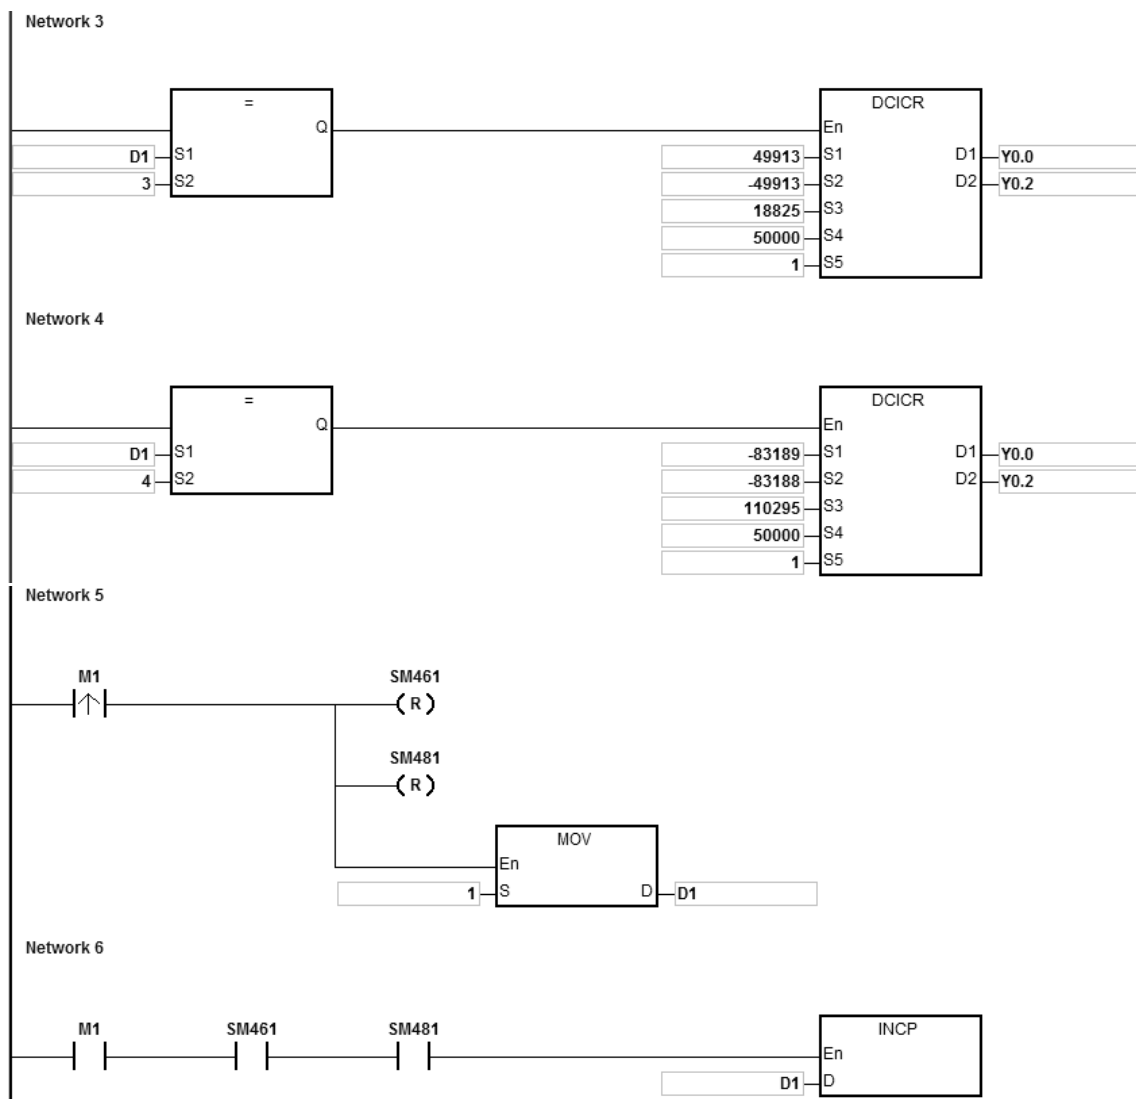 Network 3
= DCICR
Q En
D1 S1 49913 S1 D1 Y0.0
3 S2 -49913 S2 D2 Y0.2
18825 S3
50000 S4
1 S5
Network 4
= DCICR
Q En
D1 S1 -83189 S1 D1 Y0.0
4 S2 -83188 S2 D2 Y0.2
110295 S3
50000 S4
1 S5
Network 5
M1 SM461
R
SM481
R
MOV
En
1 S D D1
Network 6
M1 SM461 SM481 INCP
En
D1 D